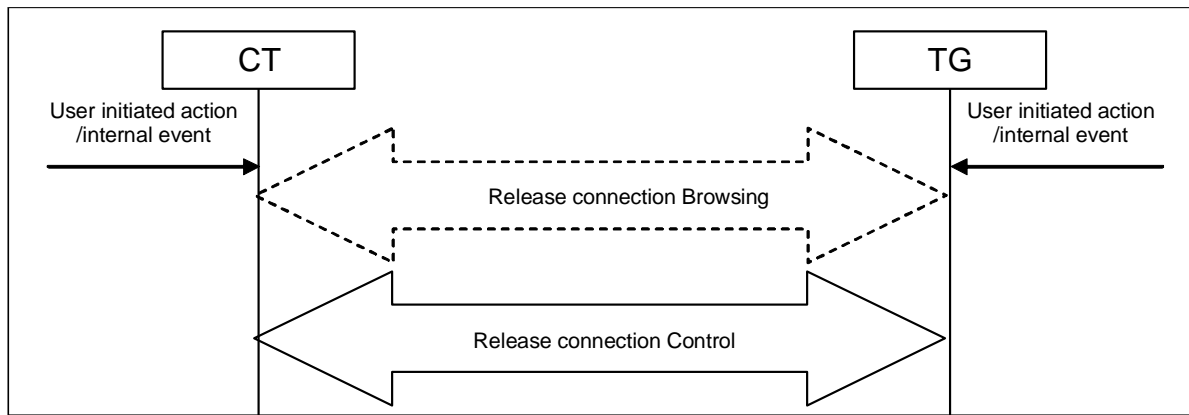 CT
TG
User initiated action
/internal event
User initiated action
/internal event
Release connection Browsing
Release connection Control